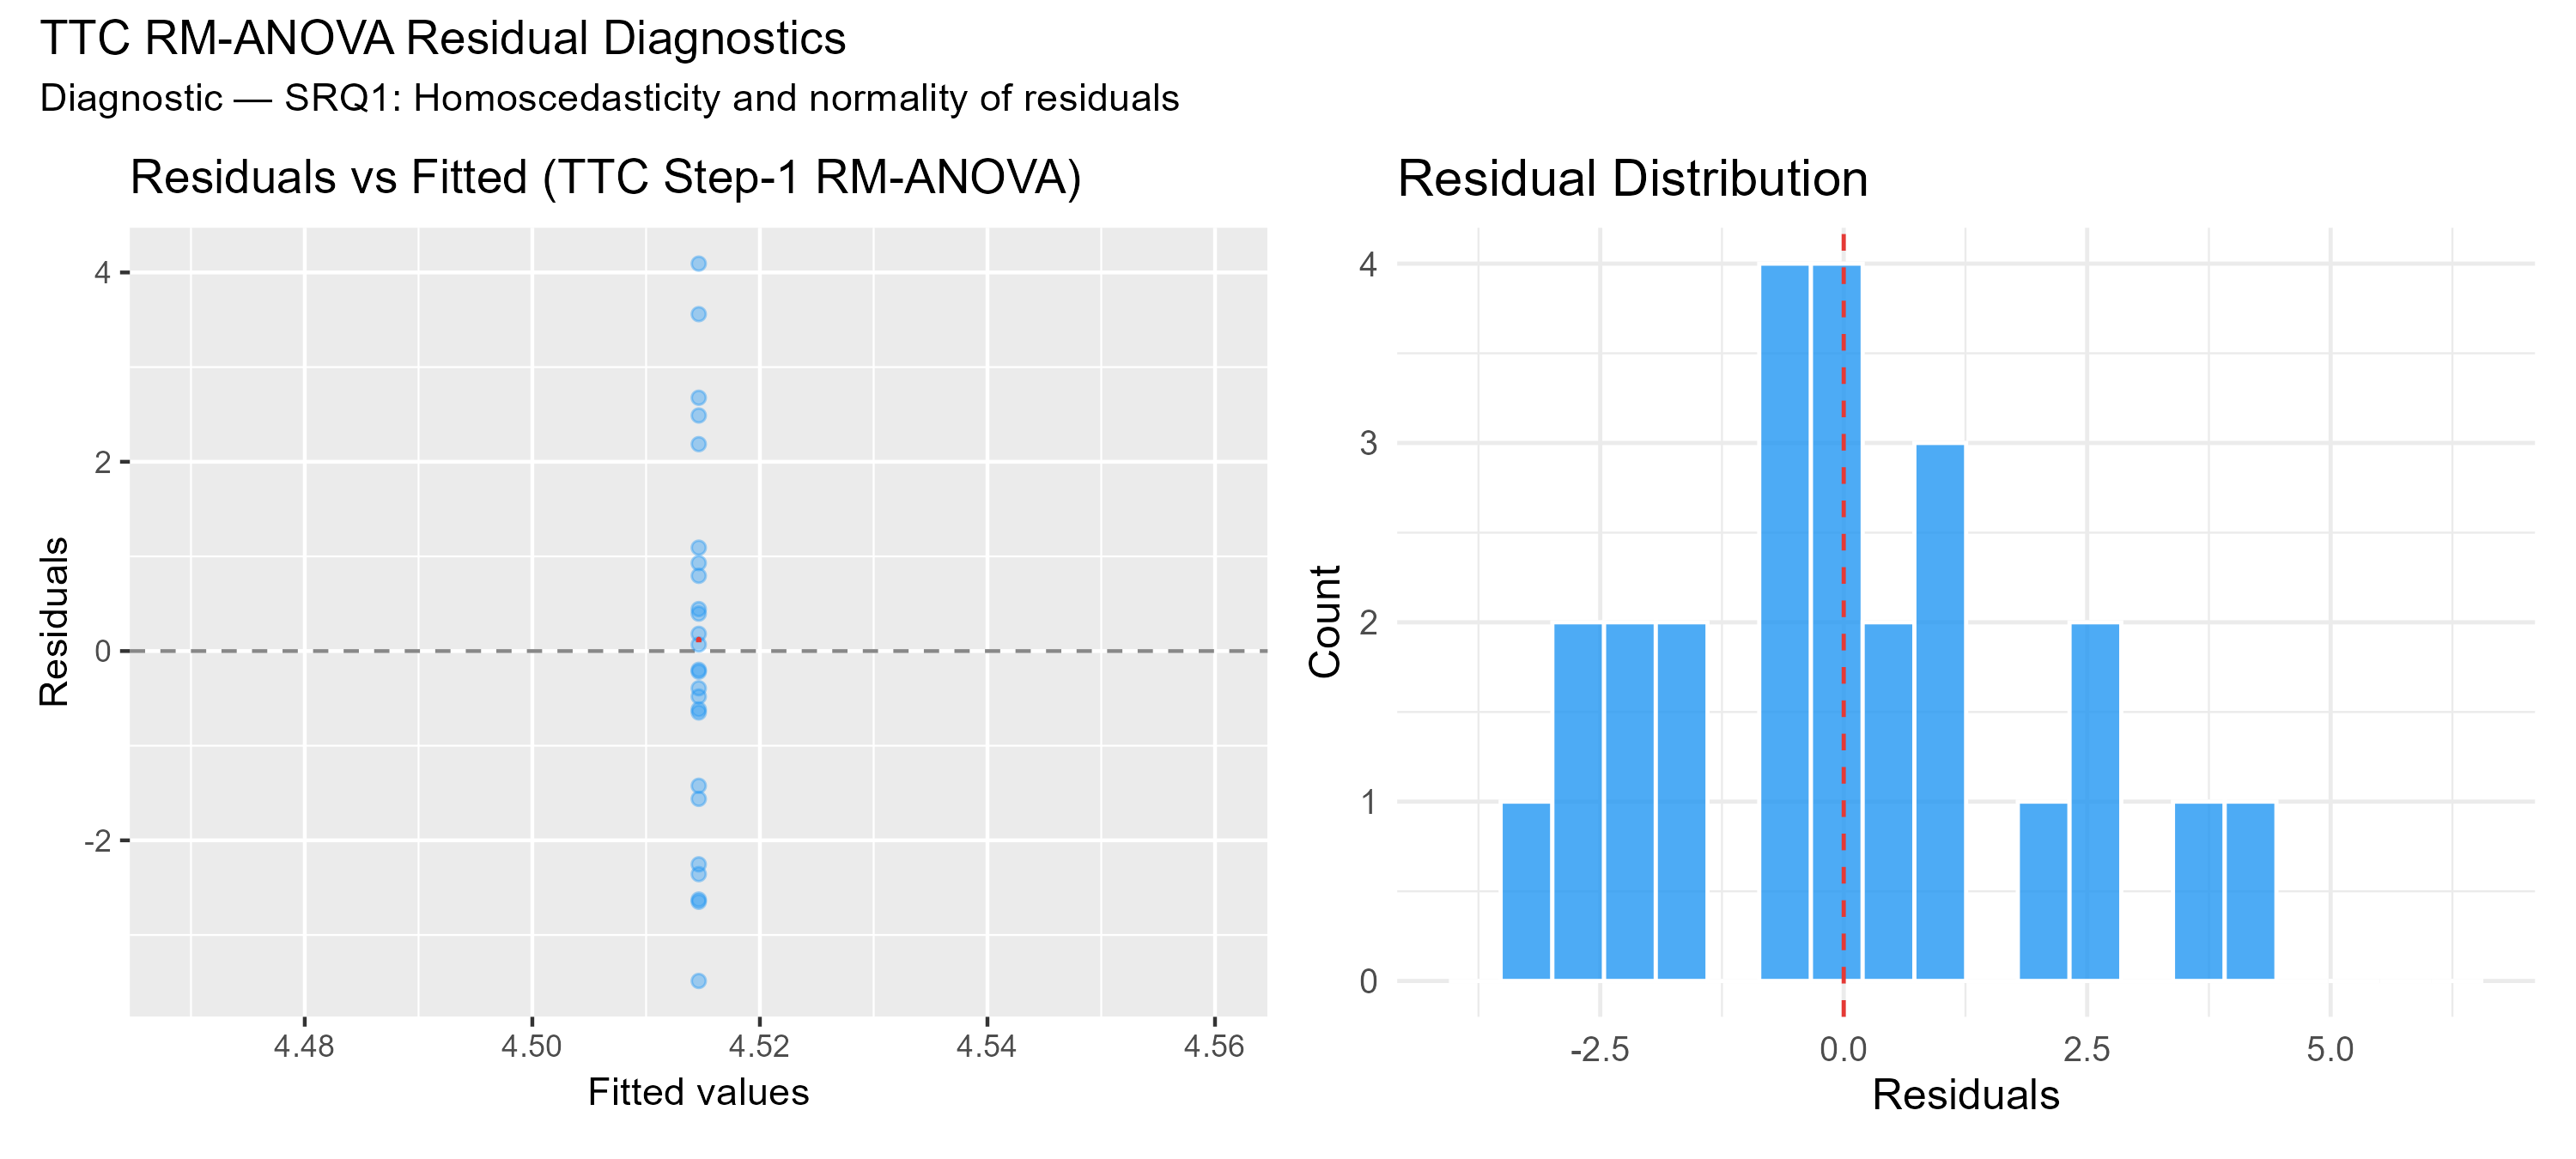 TTC RM-ANOVA Residual Diagnostics
Diagnostic — SRQ1: Homoscedasticity and normality of residuals
Residuals vs Fitted (TTC Step-1 RM-ANOVA)
Residuals
4
2
0
-2
4.48 4.50 4.52 4.54 4.56
Fitted values
Residual Distribution
Count
4
3
2
1
0
-2.5 0.0 2.5 5.0
Residuals